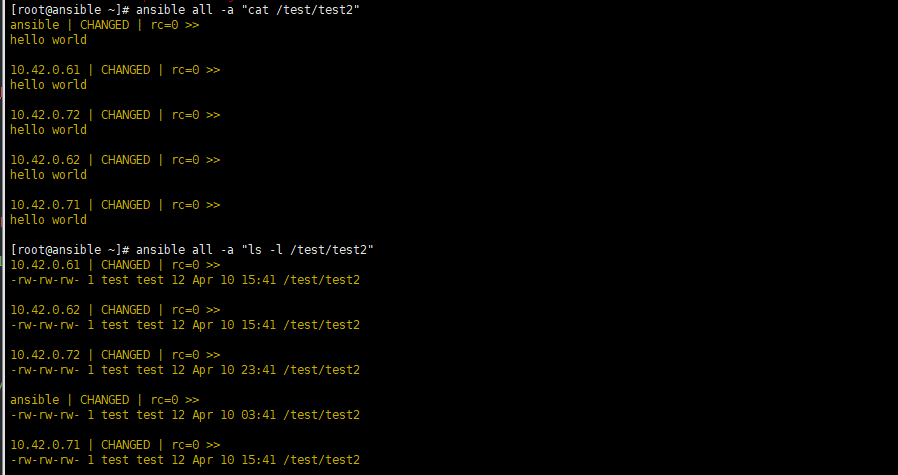 [root@ansible ~]# ansible all -a "cat /test/test2"
ansible | CHANGED | rc=0 >>
hello world
10.42.0.61 | CHANGED | rc=0 >>
hello world
10.42.0.72 | CHANGED | rc=0 >>
hello world
10.42.0.62 | CHANGED | rc=0 >>
hello world
10.42.0.71 | CHANGED | rc=0 >>
hello world
[root@ansible ~]# ansible all -a "ls -l /test/test2"
10.42.0.61 | CHANGED | rc=0 >>
-rw-rw-rw- 1 test test 12 Apr 10 15:41 /test/test2
10.42.0.62 | CHANGED | rc=0 >>
-rw-rw-rw- 1 test test 12 Apr 10 15:41 /test/test2
10.42.0.72 | CHANGED | rc=0 >>
-rw-rw-rw- 1 test test 12 Apr 10 23:41 /test/test2
ansible | CHANGED | rc=0 >>
-rw-rw-rw- 1 test test 12 Apr 10 03:41 /test/test2
10.42.0.71 | CHANGED | rc=0 >>
-rw-rw-rw- 1 test test 12 Apr 10 15:41 /test/test2